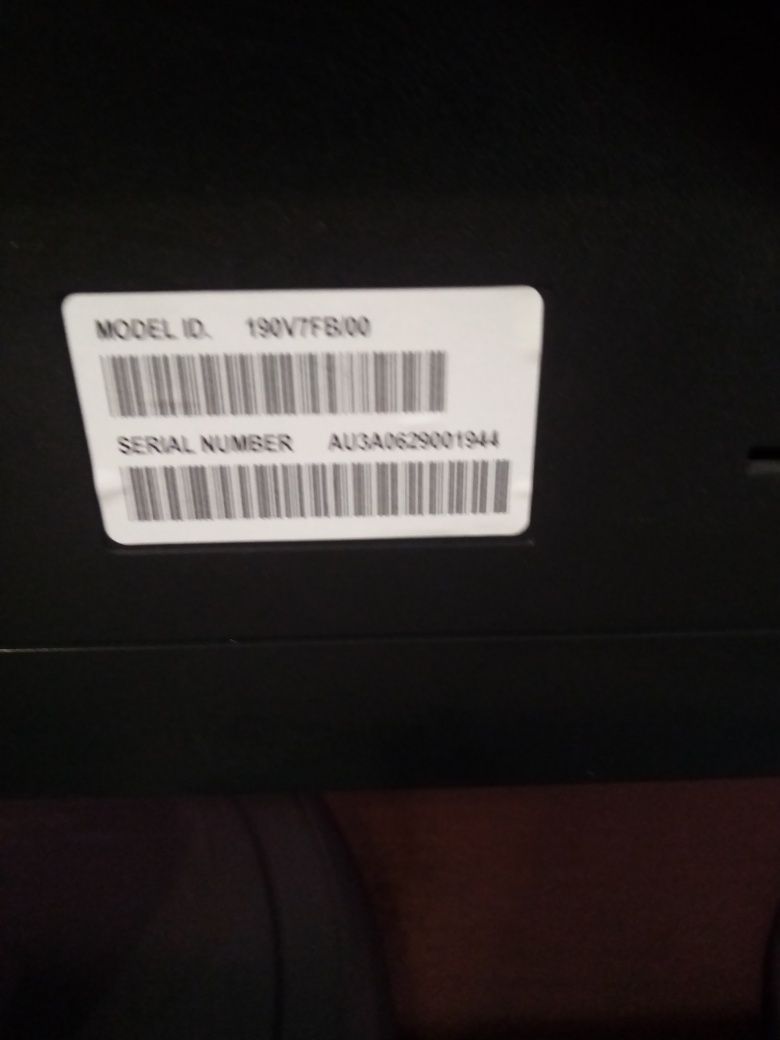 MODEL ID. 190V7FB/00
SERIAL NUMBER AU3A0629001944